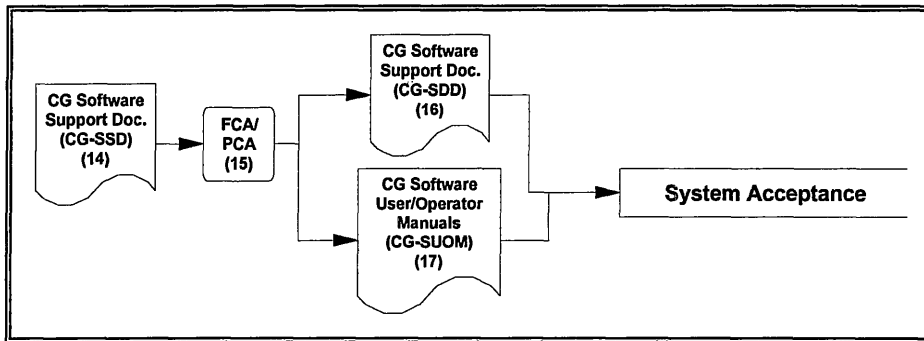 CG Software
Support Doc.
(CG-SSD)
(14)
FCA/
PCA
(15)
CG Software
Support Doc.
(CG-SDD)
(16)
CG Software
User/Operator
Manuals
(CG-SUOM)
(17)
System Acceptance